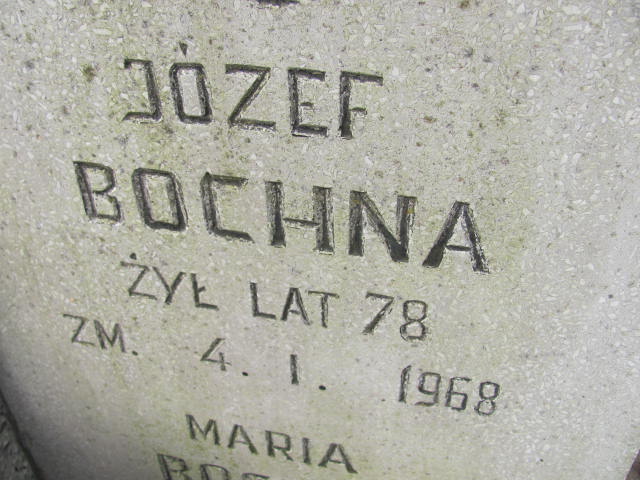 JÓZEF
BOCHNA
ŻYŁ LAT 78
ZM. 4. I. 1968
MARIA